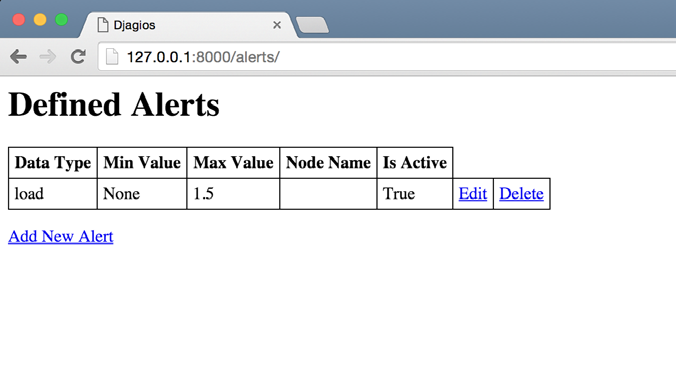 Djagios
127.0.0.1:8000/alerts/
Defined Alerts
Data Type Min Value Max Value Node Name Is Active
load None 1.5 True Edit Delete
Add New Alert